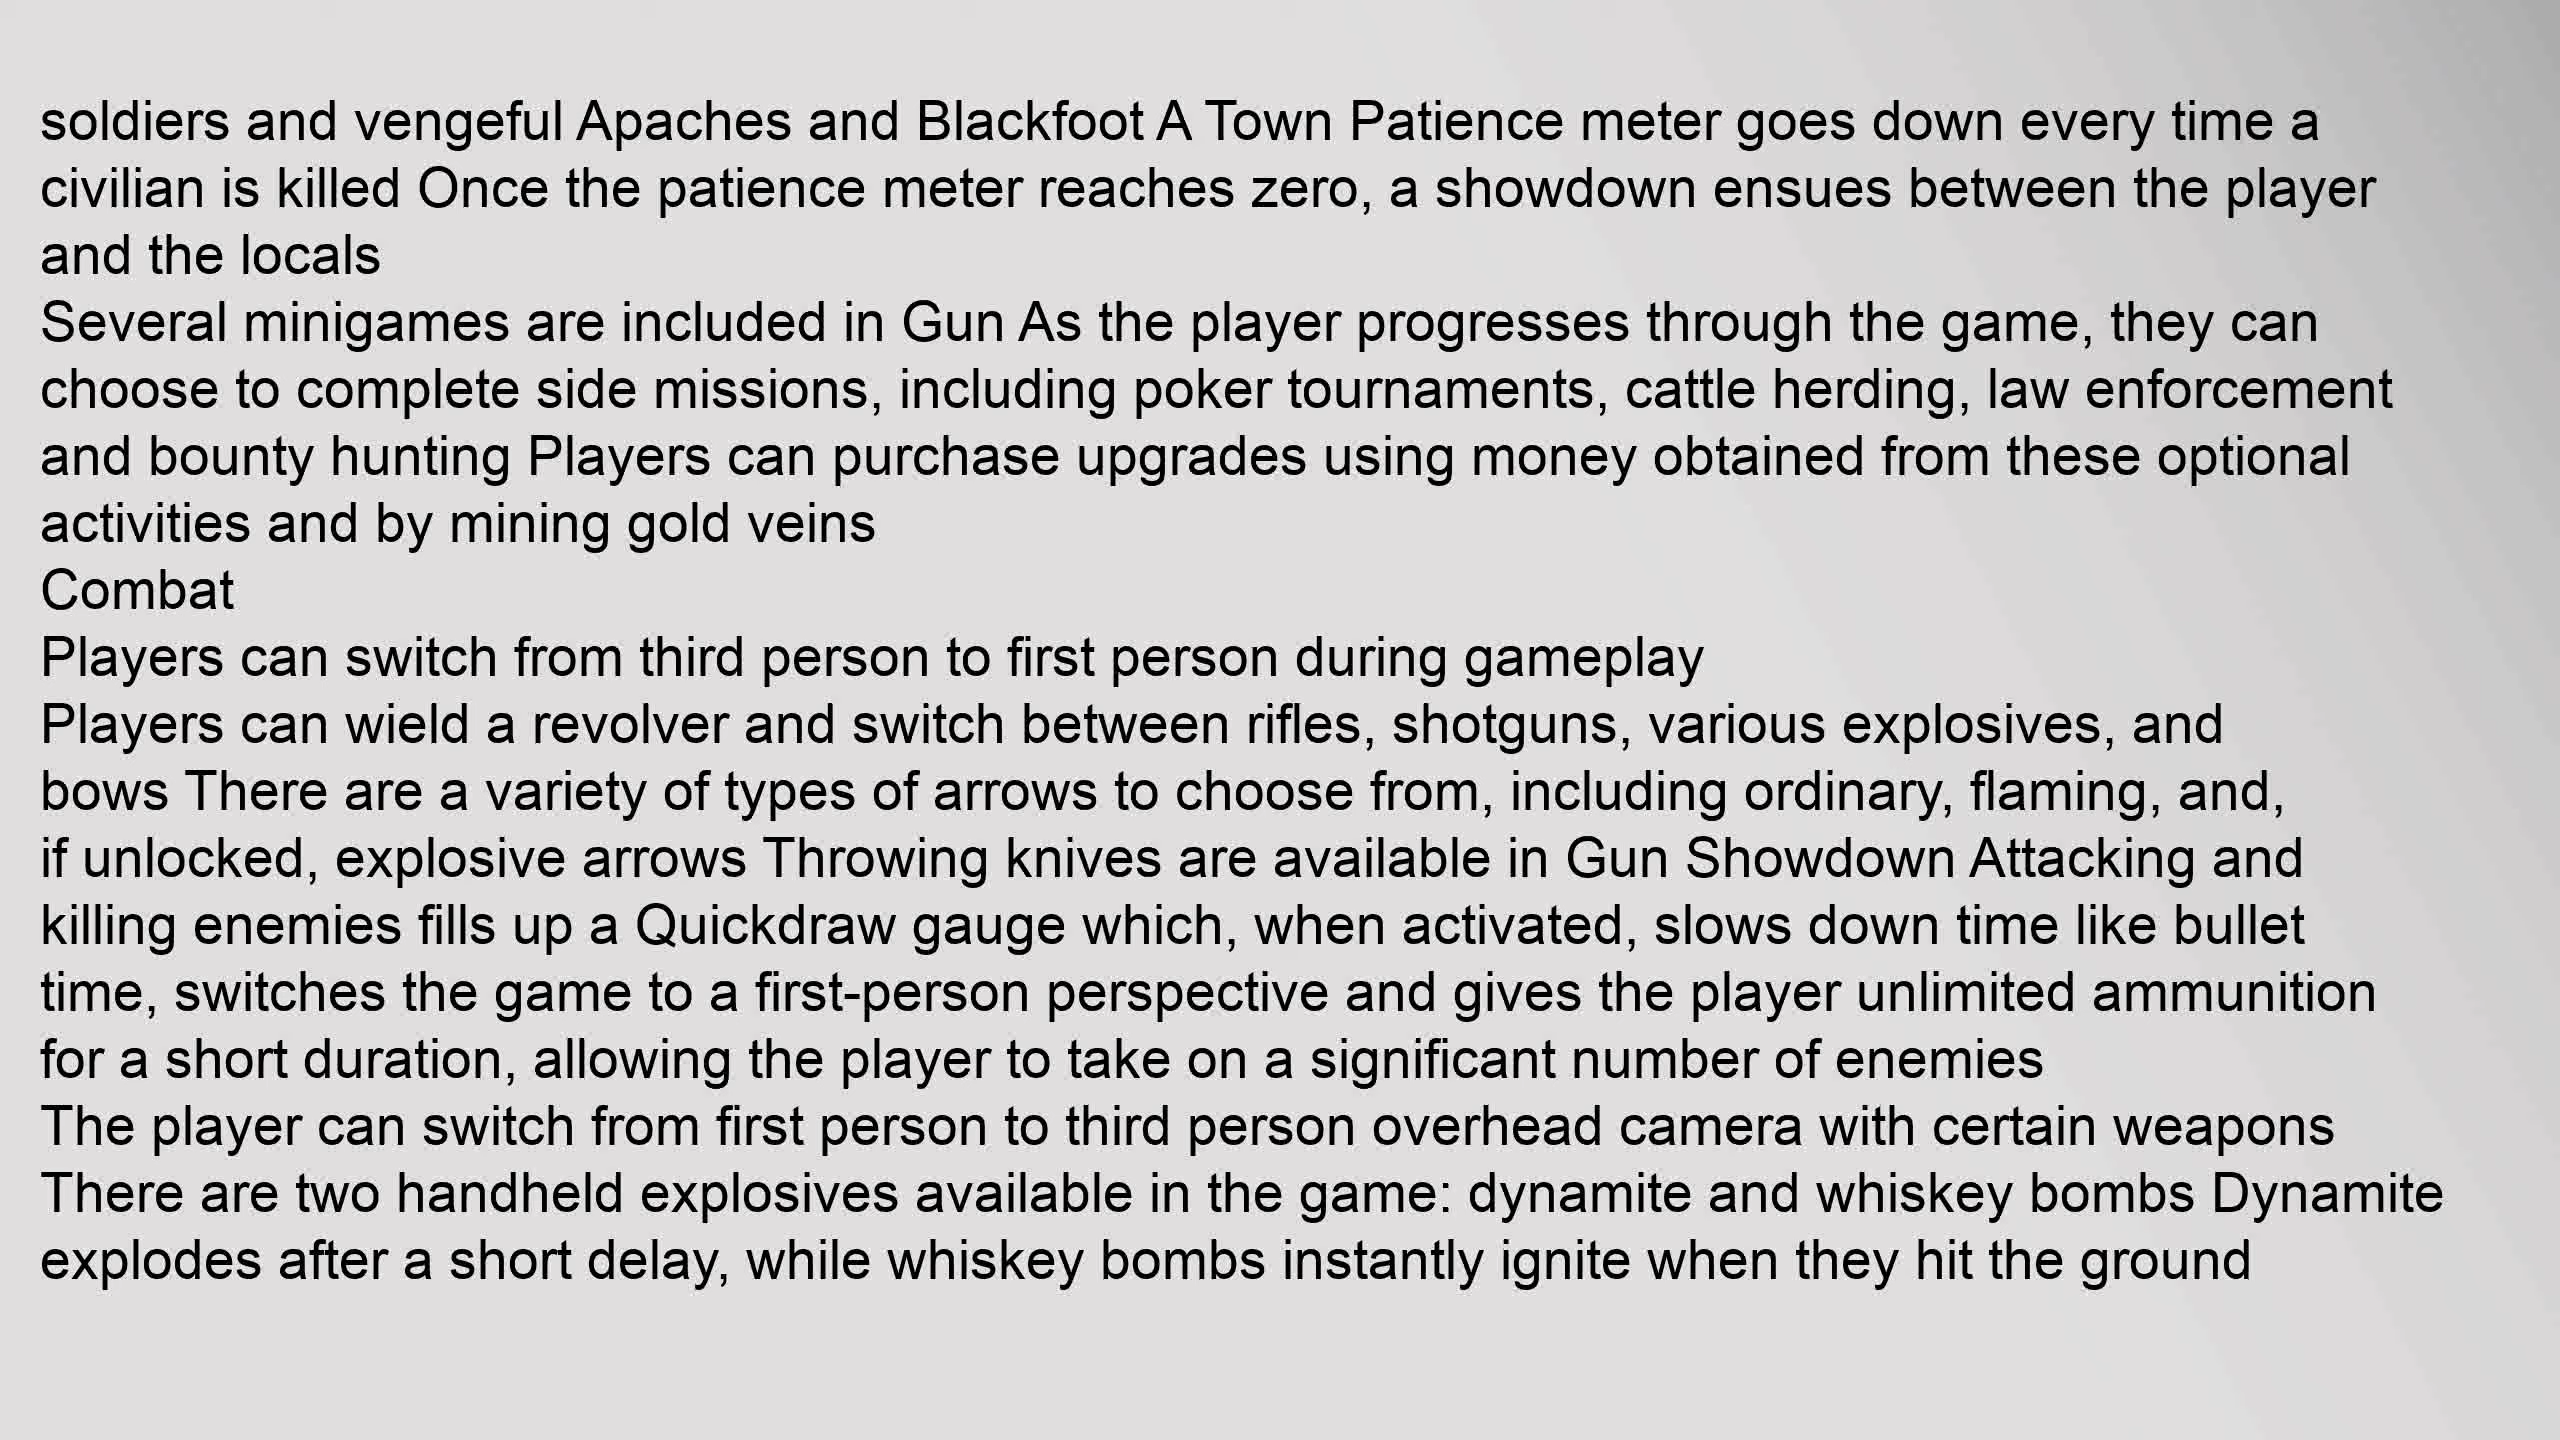 soldiers and vengeful Apaches and Blackfoot A Town Patience meter goes down every time a
civilian is killed Once the patience meter reaches zero, a showdown ensues between the player
and the locals
Several minigames are included in Gun As the player progresses through the game, they can
choose to complete side missions, including poker tournaments, cattle herding, law enforcement
and bounty hunting Players can purchase upgrades using money obtained from these optional
activities and by mining gold veins
Combat
Players can switch from third person to first person during gameplay
Players can wield a revolver and switch between rifles, shotguns, various explosives, and
bows There are a variety of types of arrows to choose from, including ordinary, flaming, and,
if unlocked, explosive arrows Throwing knives are available in Gun Showdown Attacking and
killing enemies fills up a Quickdraw gauge which, when activated, slows down time like bullet
time, switches the game to a first-person perspective and gives the player unlimited ammunition
for a short duration, allowing the player to take on a significant number of enemies
The player can switch from first person to third person overhead camera with certain weapons
There are two handheld explosives available in the game: dynamite and whiskey bombs Dynamite
explodes after a short delay, while whiskey bombs instantly ignite when they hit the ground